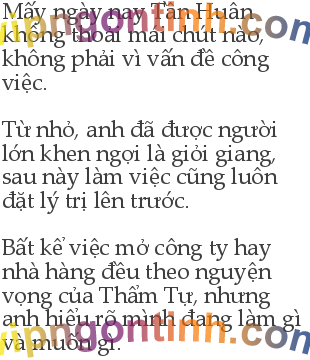 Mấy ngày nay Tần Huân
không thoải mái chút nào,
không phải vì vấn đề công
việc.
Từ nhỏ, anh đã được người
lớn khen ngợi là giỏi giang,
sau này làm việc cũng luôn
đặt lý trị lên trước.
Bất kể việc mở công ty hay
nhà hàng đều theo nguyện
vọng của Thẩm Tự, nhưng
anh hiểu rõ mình đang làm gì
và muốn gì.
vipngontinh.com
vipngontinh.com